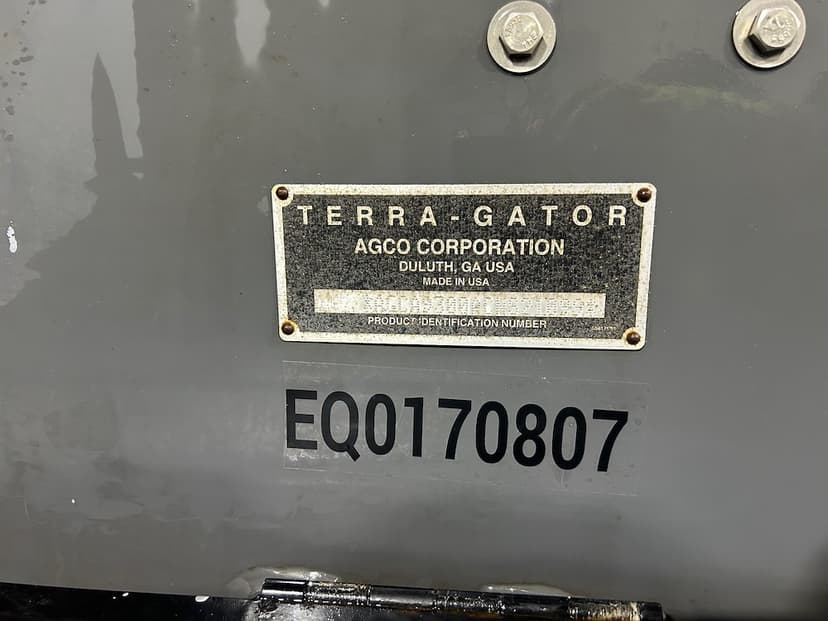 TERRA-GATOR
AGCO CORPORATION
DULUTH, GA USA
MADE IN USA
PRODUCT IDENTIFICATION NUMBER
EQ0170807